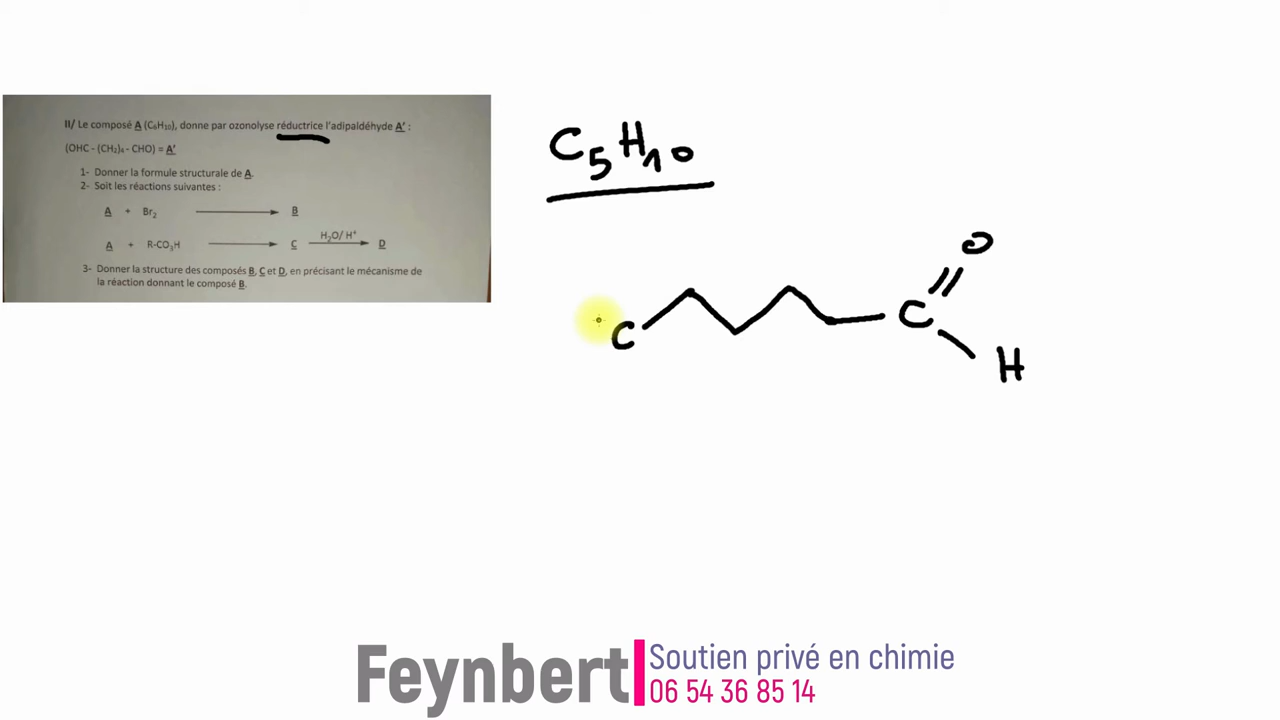 II/ Le composé A (C₆H₁₀), donne par ozonolyse réductrice l'adipaldéhyde A' :
(OHC - (CH₂)₄ - CHO) = A'
1- Donner la formule structurale de A.
2- Soit les réactions suivantes :
A + Br₂ B
A + R-CO₃H C H₂O/ H⁺ D
3- Donner la structure des composés B, C et D, en précisant le mécanisme de
la réaction donnant le composé B.
C₅H₁₀
O
C C
H
Feynbert
Soutien privé en chimie
06 54 36 85 14